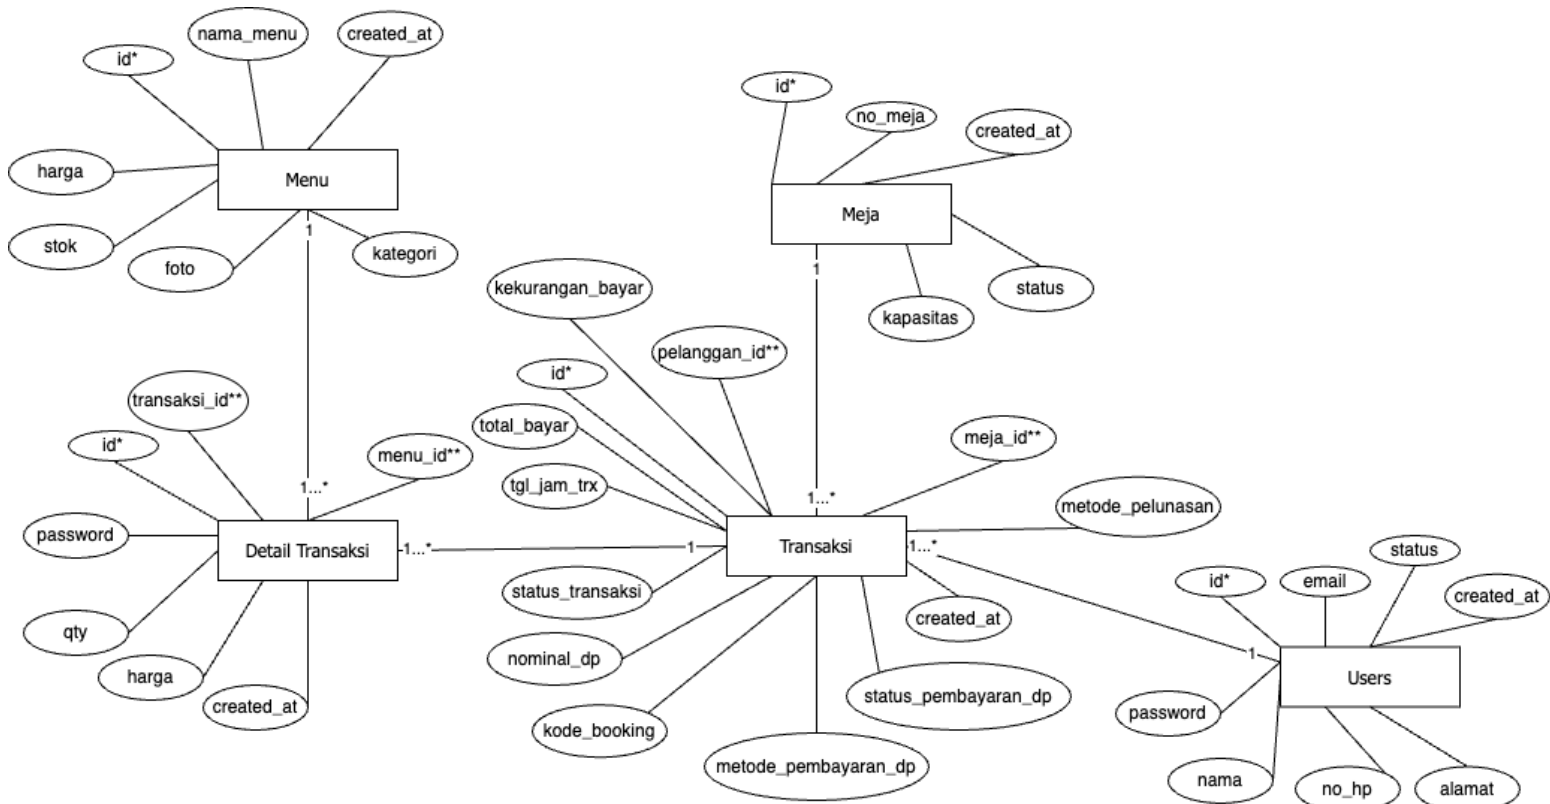 nama_menu
created_at
id*
harga
Menu
stok
foto
kategori
1
id*
no_meja
created_at
Meja
status
kapasitas
1
kekurangan_bayar
pelanggan_id**
id*
total_bayar
tgl_jam_trx
meja_id**
metode_pelunasan
transaksi_id**
id*
menu_id**
1...*
1...*
password
Detail Transaksi
1...*
1
Transaksi
1...*
qty
harga
created_at
status_transaksi
nominal_dp
kode_booking
metode_pembayaran_dp
status_pembayaran_dp
created_at
status
id*
email
created_at
1
Users
password
nama
no_hp
alamat